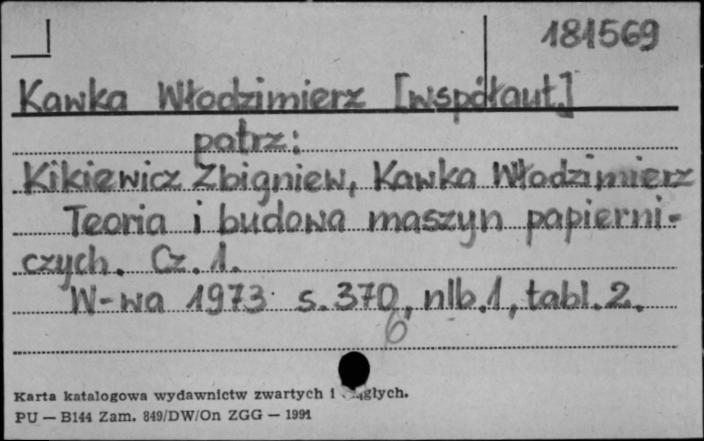 181569
Kawka Włodzimierz [współaut.]
patrz:
Kikiewicz Zbigniew, Kawka Włodzimierz
Teoria i budowa maszyn papierni-
czych. Cz. 1.
W-wa 1973 s. 370, nlb. 1, tabl. 2.
6
Karta katalogowa wydawnictw zwartych i
PU — B144 Zam. 849/DW/On ZGG — 1991